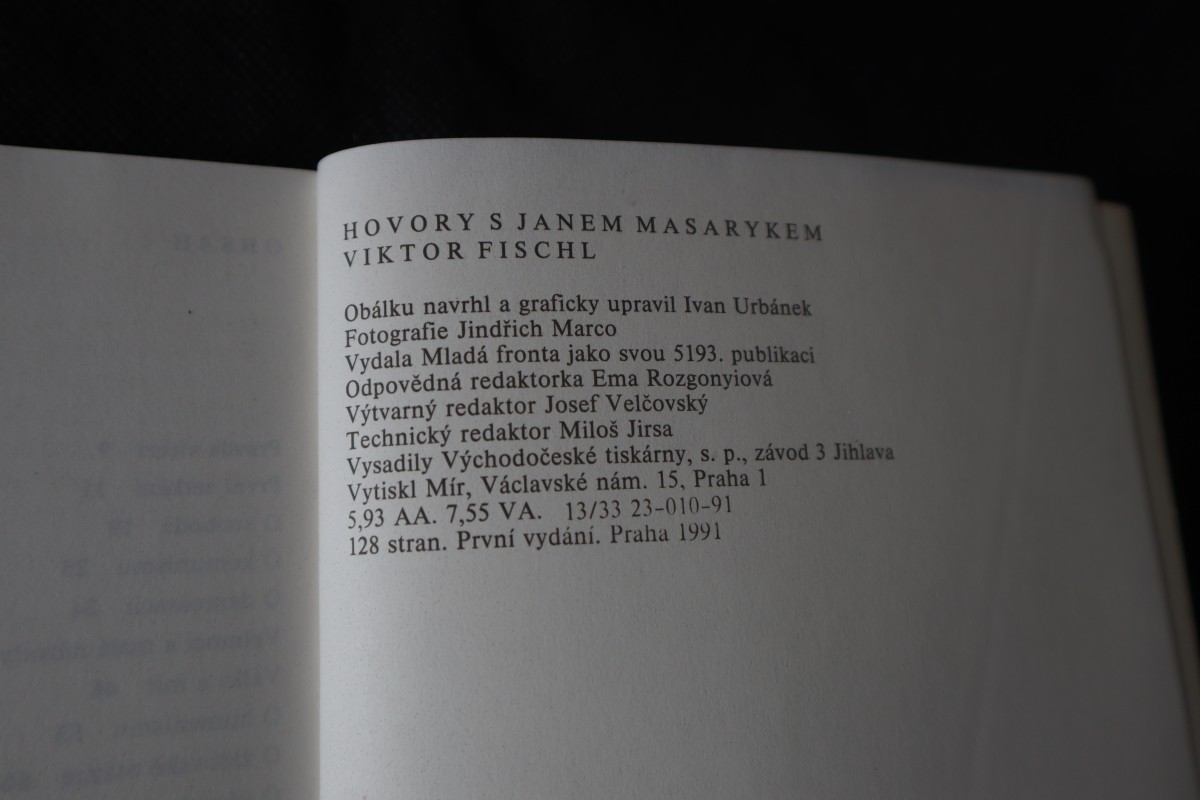 HOVORY S JANEM MASARYKEM
VIKTOR FISCHL
Obálku navrhl a graficky upravil Ivan Urbánek
Fotografie Jindřich Marco
Vydala Mladá fronta jako svou 5193. publikaci
Odpovědná redaktorka Ema Rozgonyiová
Výtvarný redaktor Josef Velčovský
Technický redaktor Miloš Jirsa
Vysadily Východočeské tiskárny, s. p., závod 3 Jihlava
Vytiskl Mír, Václavské nám. 15, Praha 1
5,93 AA. 7,55 VA. 13/33 23-010-91
128 stran. První vydání. Praha 1991